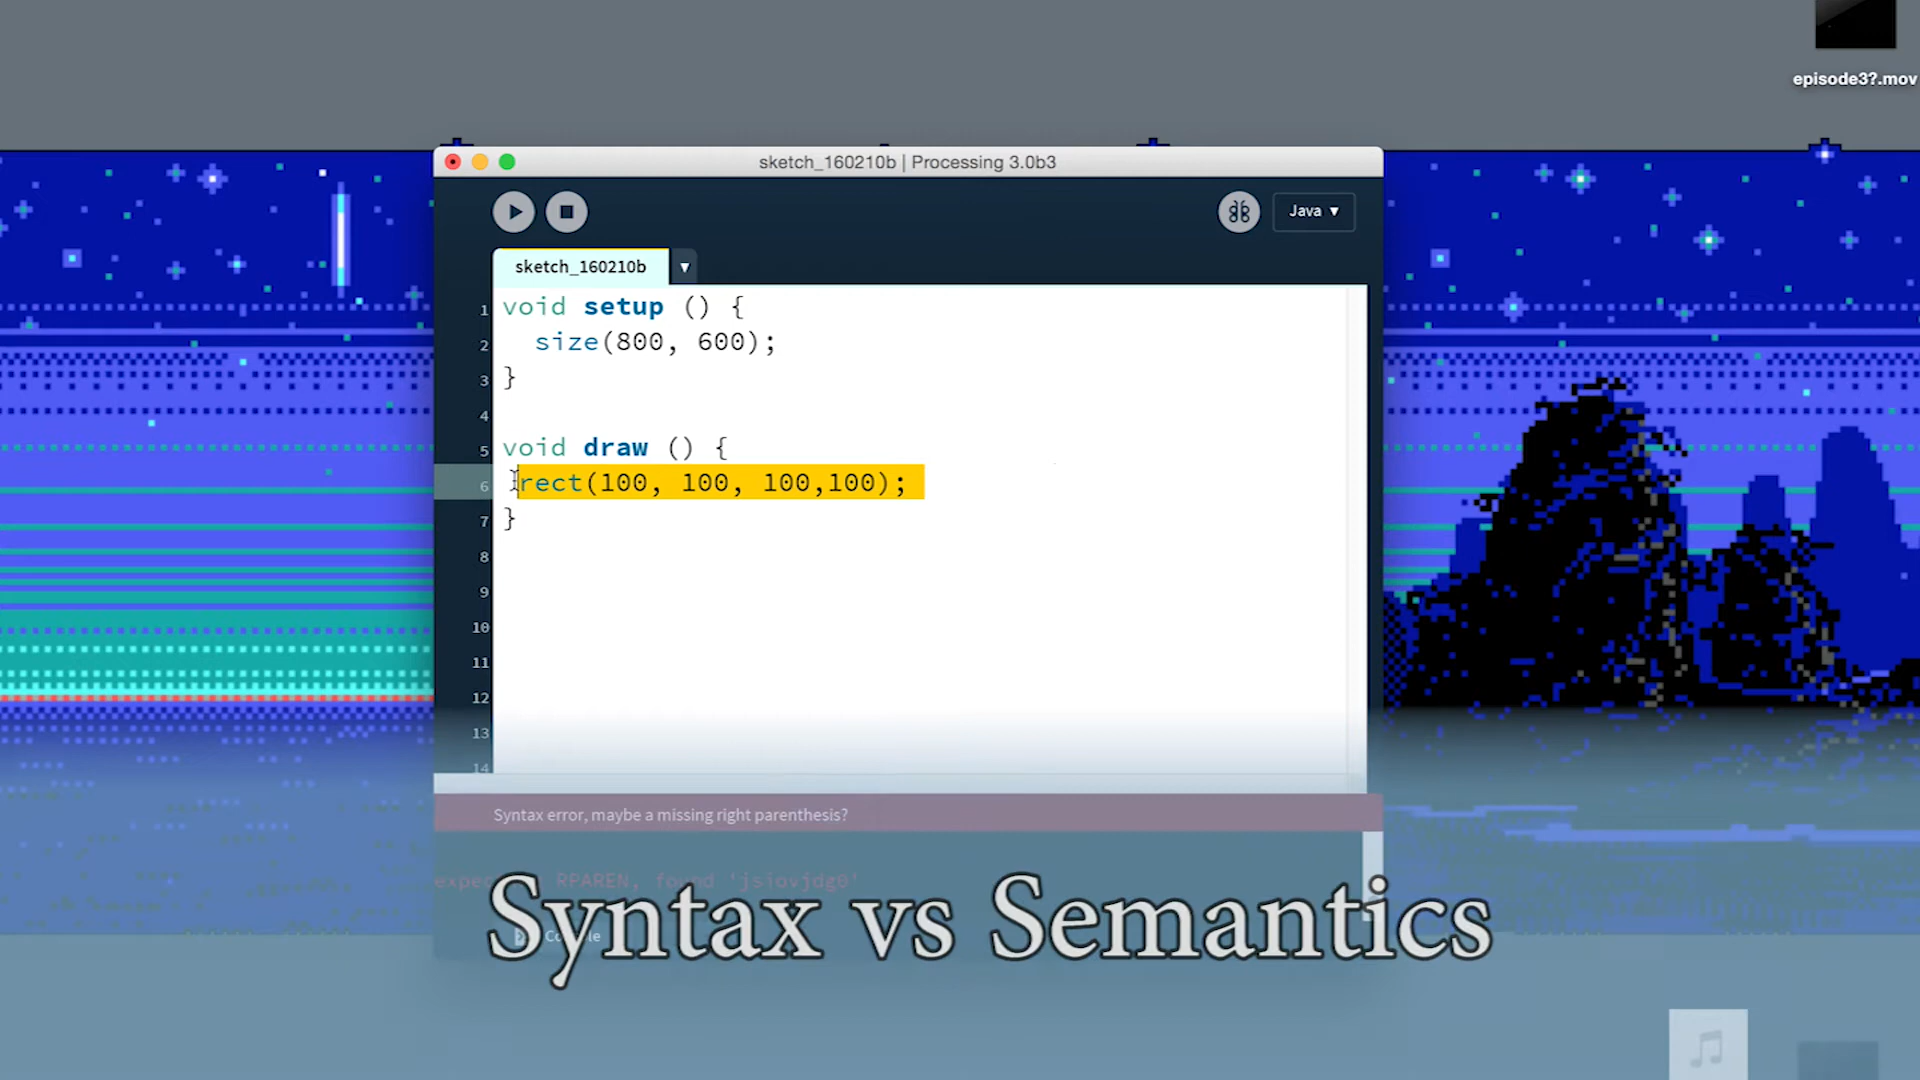 episode3?.mov
sketch_160210b | Processing 3.0b3
Java ▼
sketch_160210b ▼
1 void setup () {
2 size(800, 600);
3 }
4
5 void draw () {
6 rect(100, 100, 100,100);
7 }
8
9
10
11
12
13
14
Syntax error, maybe a missing right parenthesis?
RPAREN, found 'jsiovjdg0'
Syntax vs Semantics